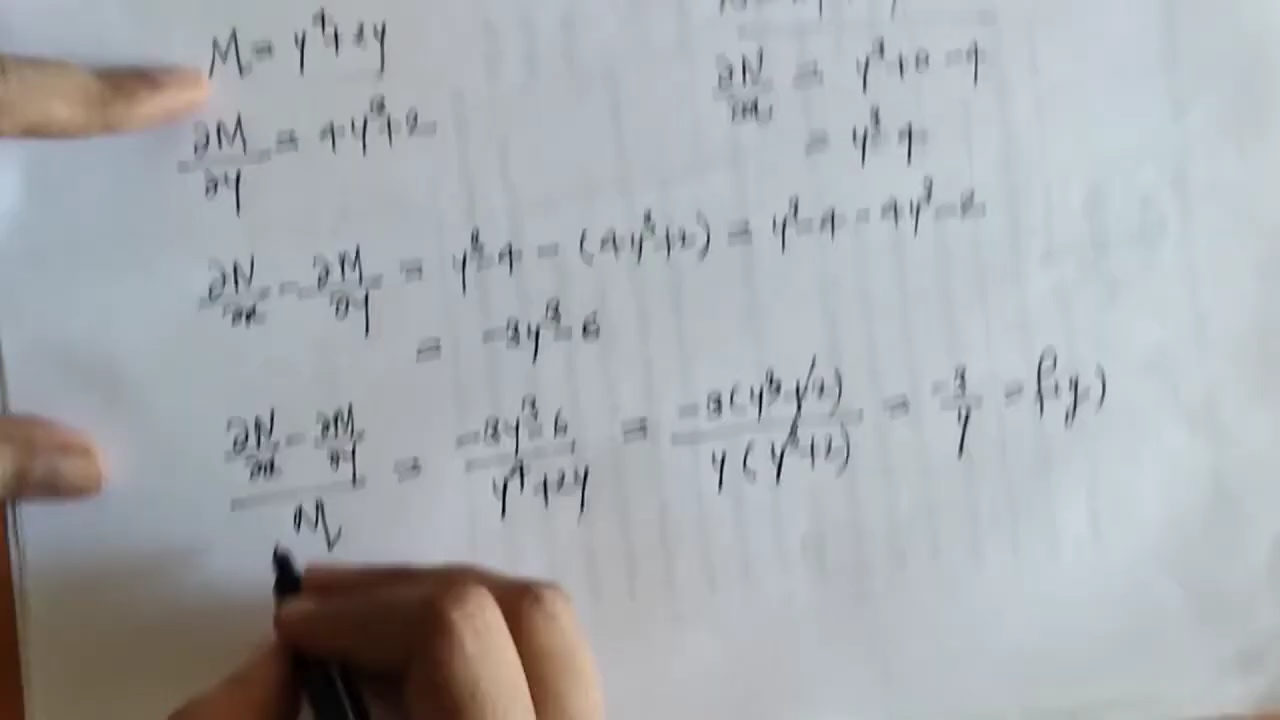 M = y⁴ + 2y
∂M/∂y = 4y³ + 2
∂N/∂x = y³ + 0 - 4
= y³ - 4
∂N/∂x - ∂M/∂y = y³ - 4 - (4y³ + 2) = y³ - 4 - 4y³ - 2
= -3y³ - 6
(∂N/∂x - ∂M/∂y)/M = (-3y³ - 6)/(y⁴ + 2y) = -3(y³ + 2)/y(y³ + 2) = -3/y = f(y)